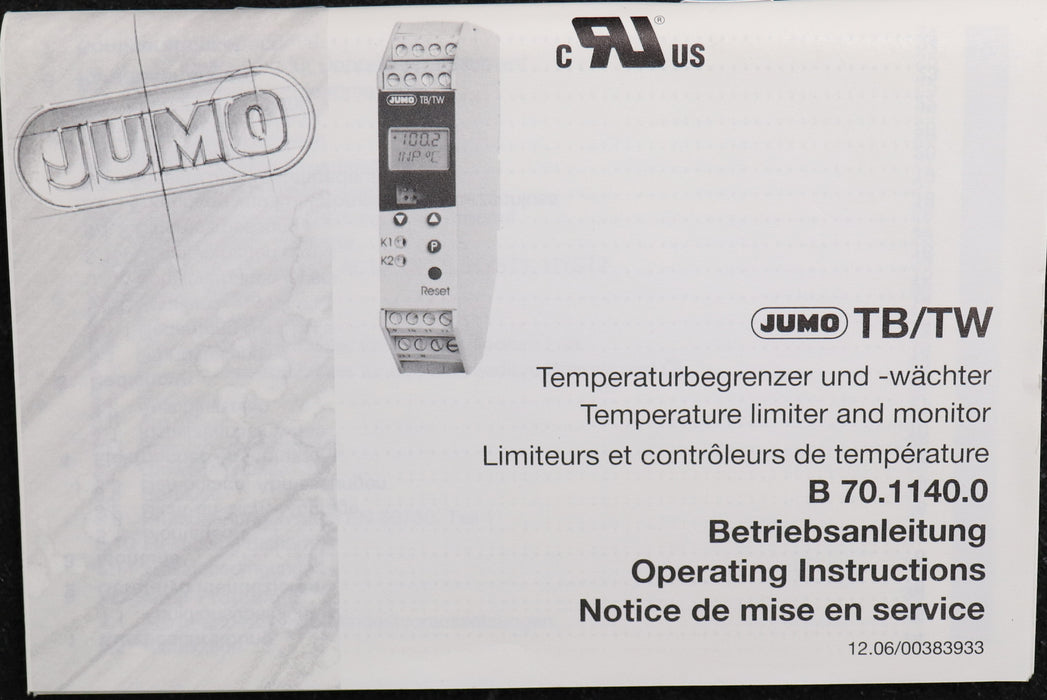 JUMO
C RU ® US
JUMO TB/TW
100.2
INP °C
K1
P
K2
Reset
JUMO TB/TW
Temperaturbegrenzer und -wächter
Temperature limiter and monitor
Limiteurs et contrôleurs de température
B 70.1140.0
Betriebsanleitung
Operating Instructions
Notice de mise en service
12.06/00383933